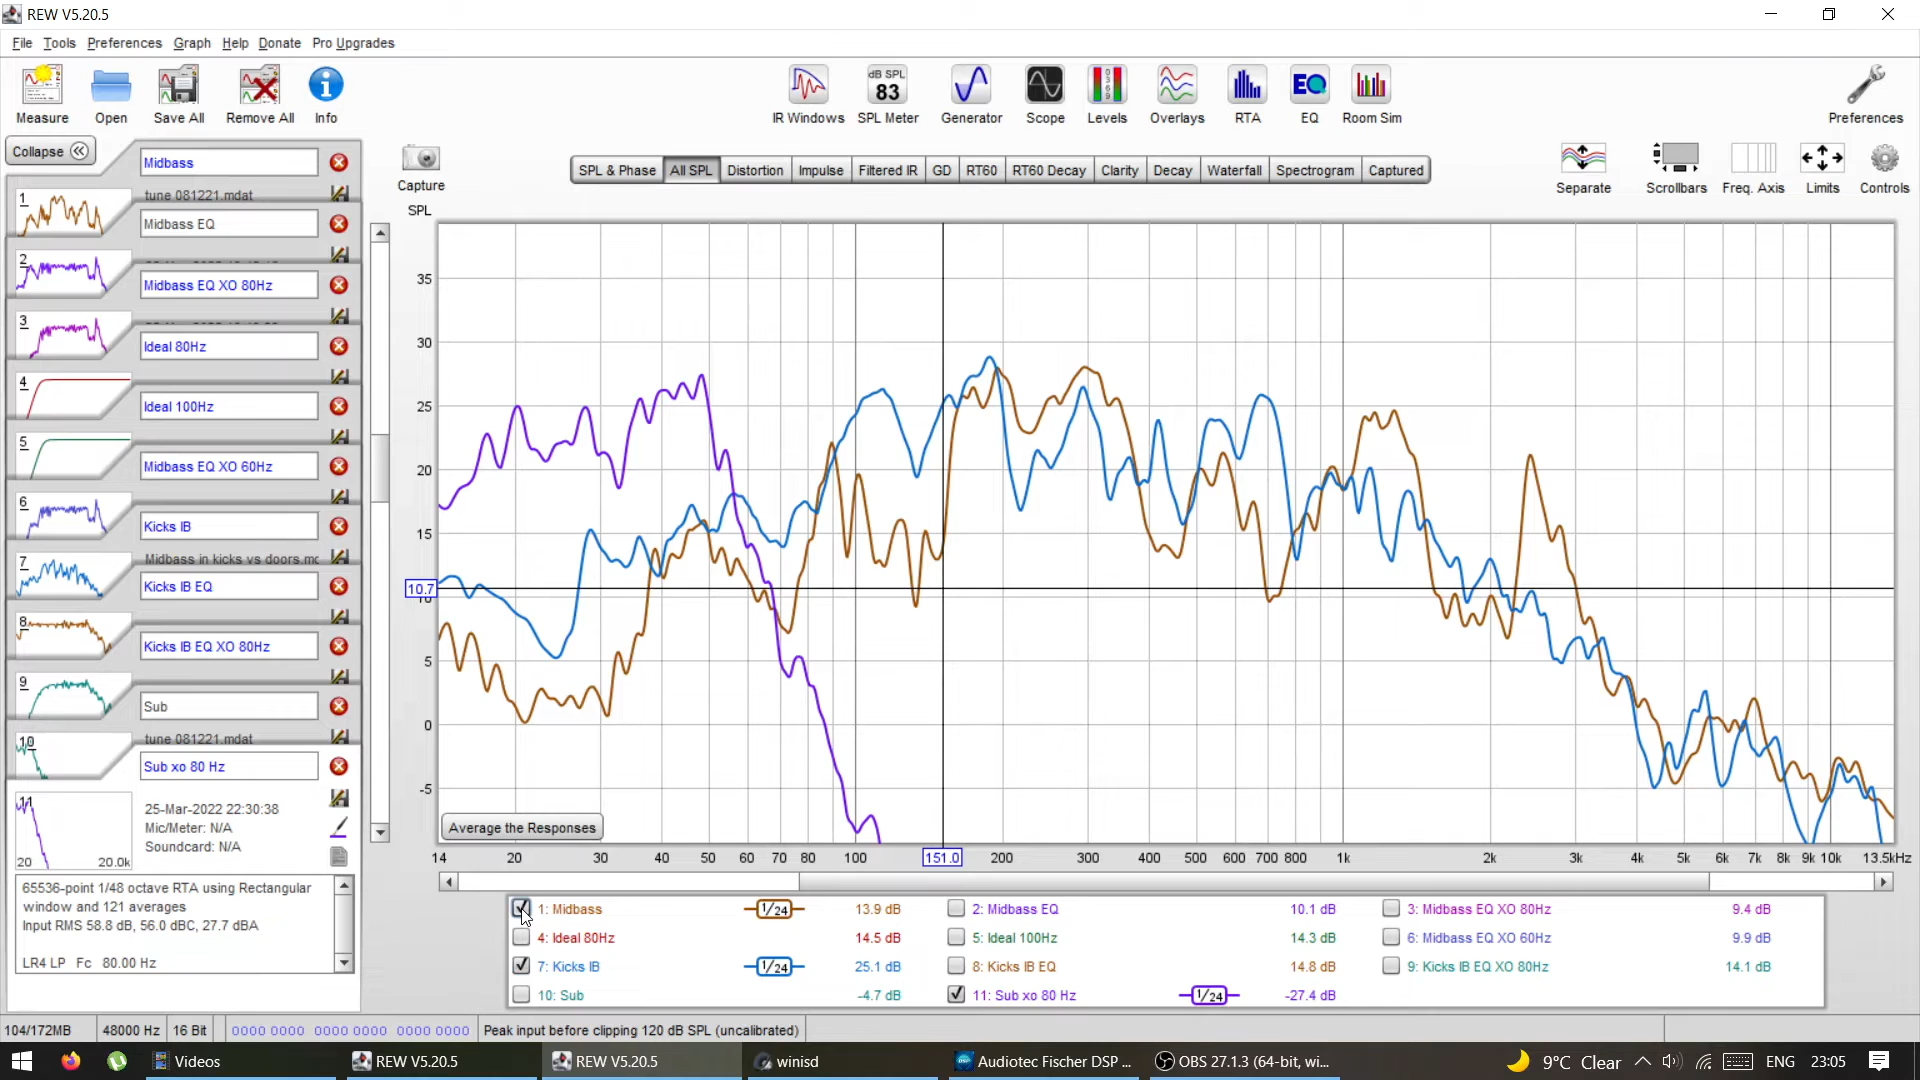 REW V5.20.5
File Tools Preferences Graph Help Donate Pro Upgrades
dB SPL
83
EQ
Measure Open Save All Remove All Info IR Windows SPL Meter Generator Scope Levels Overlays RTA EQ Room Sim Preferences
Collapse
Capture
SPL & Phase All SPL Distortion Impulse Filtered IR GD RT60 RT60 Decay Clarity Decay Waterfall Spectrogram Captured
Separate Scrollbars Freq. Axis Limits Controls
Midbass
tune 081221.mdat
1
Midbass EQ
2
Midbass EQ XO 80Hz
3
Ideal 80Hz
4
Ideal 100Hz
5
Midbass EQ XO 60Hz
6
Kicks IB
Midbass in kicks vs doors.mc
7
Kicks IB EQ
8
Kicks IB EQ XO 80Hz
9
Sub
tune 081221.mdat
10
Sub xo 80 Hz
11
25-Mar-2022 22:30:38
Mic/Meter: N/A
Soundcard: N/A
20 20.0k
65536-point 1/48 octave RTA using Rectangular
window and 121 averages
Input RMS 58.8 dB, 56.0 dBC, 27.7 dBA
LR4 LP Fc 80.00 Hz
SPL
35
30
25
20
15
10.7
10
5
0
-5
Average the Responses
14 20 30 40 50 60 70 80 100 151.0 200 300 400 500 600 700 800 1k 2k 3k 4k 5k 6k 7k 8k 9k 10k 13.5kHz
1: Midbass 1/24 13.9 dB 2: Midbass EQ 10.1 dB 3: Midbass EQ XO 80Hz 9.4 dB
4: Ideal 80Hz 14.5 dB 5: Ideal 100Hz 14.3 dB 6: Midbass EQ XO 60Hz 9.9 dB
7: Kicks IB 1/24 25.1 dB 8: Kicks IB EQ 14.8 dB 9: Kicks IB EQ XO 80Hz 14.1 dB
10: Sub -4.7 dB 11: Sub xo 80 Hz 1/24 -27.4 dB
104/172MB 48000 Hz 16 Bit 0000 0000 0000 0000 0000 0000 Peak input before clipping 120 dB SPL (uncalibrated)
Videos REW V5.20.5 REW V5.20.5 winisd Audiotec Fischer DSP ... OBS 27.1.3 (64-bit, wi... 9°C Clear ENG 23:05